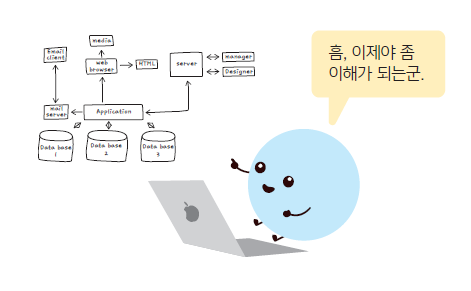 media
Email
client
web
browser
HTML
server
manager
Designer
mail
server
Application
Data base
1
Data base
2
Data base
3
흠, 이제야 좀
이해가 되는군.